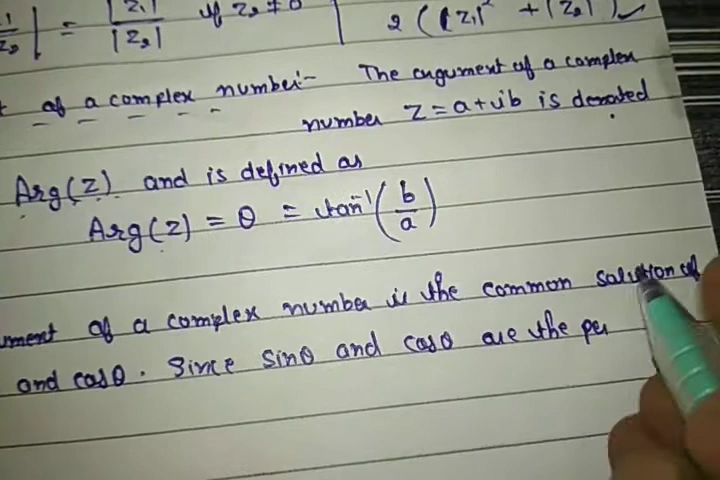 | = |Z₁| / |Z₂| if Z₂ ≠ 0 | 2 (|Z₁|² + |Z₂|
of a complex number:- The argument of a complex
number Z = a + ib is denoted
Arg(Z) and is defined as
Arg(Z) = θ = tan⁻¹(b/a)
ument of a complex number is the common solution of
and cosθ. Since sinθ and cosθ are the per